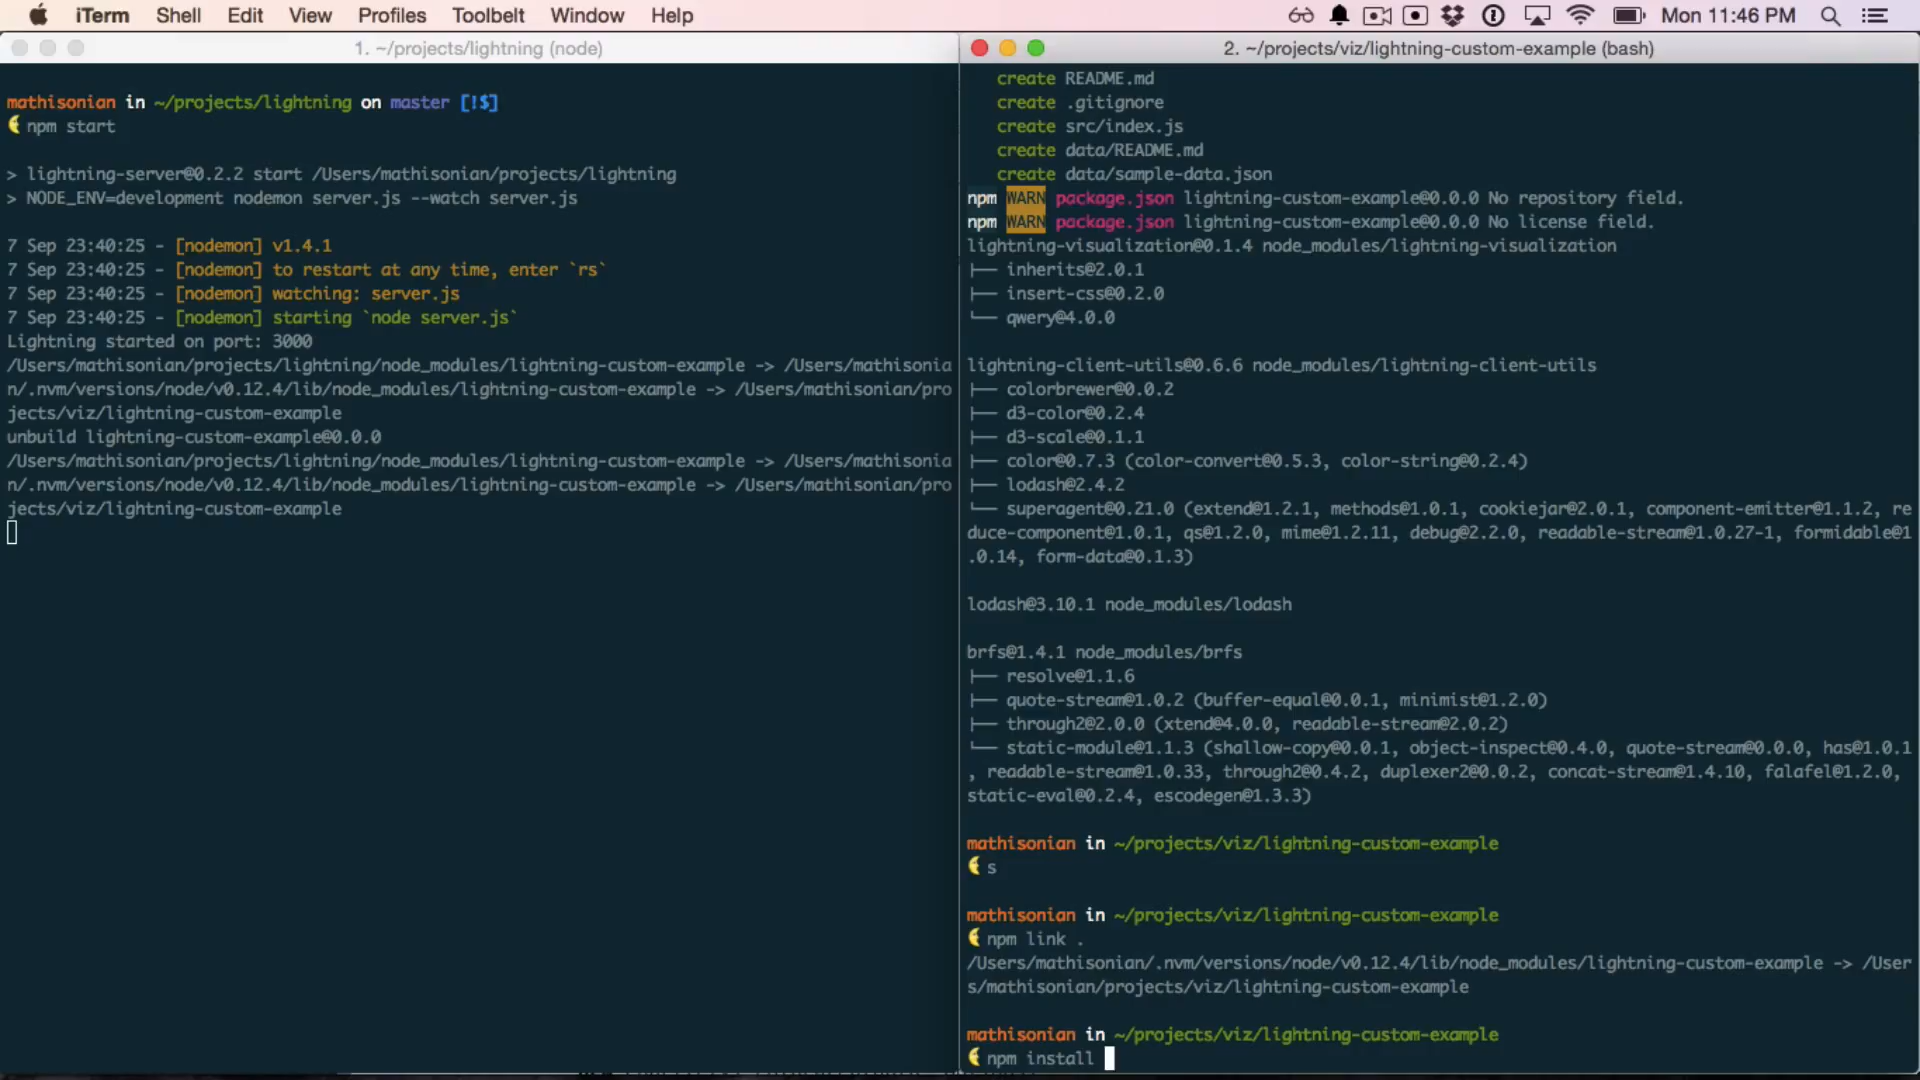 iTerm Shell Edit View Profiles Toolbelt Window Help Mon 11:46 PM
1. ~/projects/lightning (node)
mathisonian in ~/projects/lightning on master [!$]
npm start
> lightning-server@0.2.2 start /Users/mathisonian/projects/lightning
> NODE_ENV=development nodemon server.js --watch server.js
7 Sep 23:40:25 - [nodemon] v1.4.1
7 Sep 23:40:25 - [nodemon] to restart at any time, enter `rs`
7 Sep 23:40:25 - [nodemon] watching: server.js
7 Sep 23:40:25 - [nodemon] starting `node server.js`
Lightning started on port: 3000
/Users/mathisonian/projects/lightning/node_modules/lightning-custom-example -> /Users/mathisonia
n/.nvm/versions/node/v0.12.4/lib/node_modules/lightning-custom-example -> /Users/mathisonian/pro
jects/viz/lightning-custom-example
unbuild lightning-custom-example@0.0.0
/Users/mathisonian/projects/lightning/node_modules/lightning-custom-example -> /Users/mathisonia
n/.nvm/versions/node/v0.12.4/lib/node_modules/lightning-custom-example -> /Users/mathisonian/pro
jects/viz/lightning-custom-example
2. ~/projects/viz/lightning-custom-example (bash)
create README.md
create .gitignore
create src/index.js
create data/README.md
create data/sample-data.json
npm WARN package.json lightning-custom-example@0.0.0 No repository field.
npm WARN package.json lightning-custom-example@0.0.0 No license field.
lightning-visualization@0.1.4 node_modules/lightning-visualization
├── inherits@2.0.1
├── insert-css@0.2.0
└── qwery@4.0.0
lightning-client-utils@0.6.6 node_modules/lightning-client-utils
├── colorbrewer@0.0.2
├── d3-color@0.2.4
├── d3-scale@0.1.1
├── color@0.7.3 (color-convert@0.5.3, color-string@0.2.4)
├── lodash@2.4.2
└── superagent@0.21.0 (extend@1.2.1, methods@1.0.1, cookiejar@2.0.1, component-emitter@1.1.2, re
duce-component@1.0.1, qs@1.2.0, mime@1.2.11, debug@2.2.0, readable-stream@1.0.27-1, formidable@1
.0.14, form-data@0.1.3)
lodash@3.10.1 node_modules/lodash
brfs@1.4.1 node_modules/brfs
├── resolve@1.1.6
├── quote-stream@1.0.2 (buffer-equal@0.0.1, minimist@1.2.0)
├── through2@2.0.0 (xtend@4.0.0, readable-stream@2.0.2)
└── static-module@1.1.3 (shallow-copy@0.0.1, object-inspect@0.4.0, quote-stream@0.0.0, has@1.0.1
, readable-stream@1.0.33, through2@0.4.2, duplexer2@0.0.2, concat-stream@1.4.10, falafel@1.2.0,
static-eval@0.2.4, escodegen@1.3.3)
mathisonian in ~/projects/viz/lightning-custom-example
s
mathisonian in ~/projects/viz/lightning-custom-example
npm link .
/Users/mathisonian/.nvm/versions/node/v0.12.4/lib/node_modules/lightning-custom-example -> /User
s/mathisonian/projects/viz/lightning-custom-example
mathisonian in ~/projects/viz/lightning-custom-example
npm install